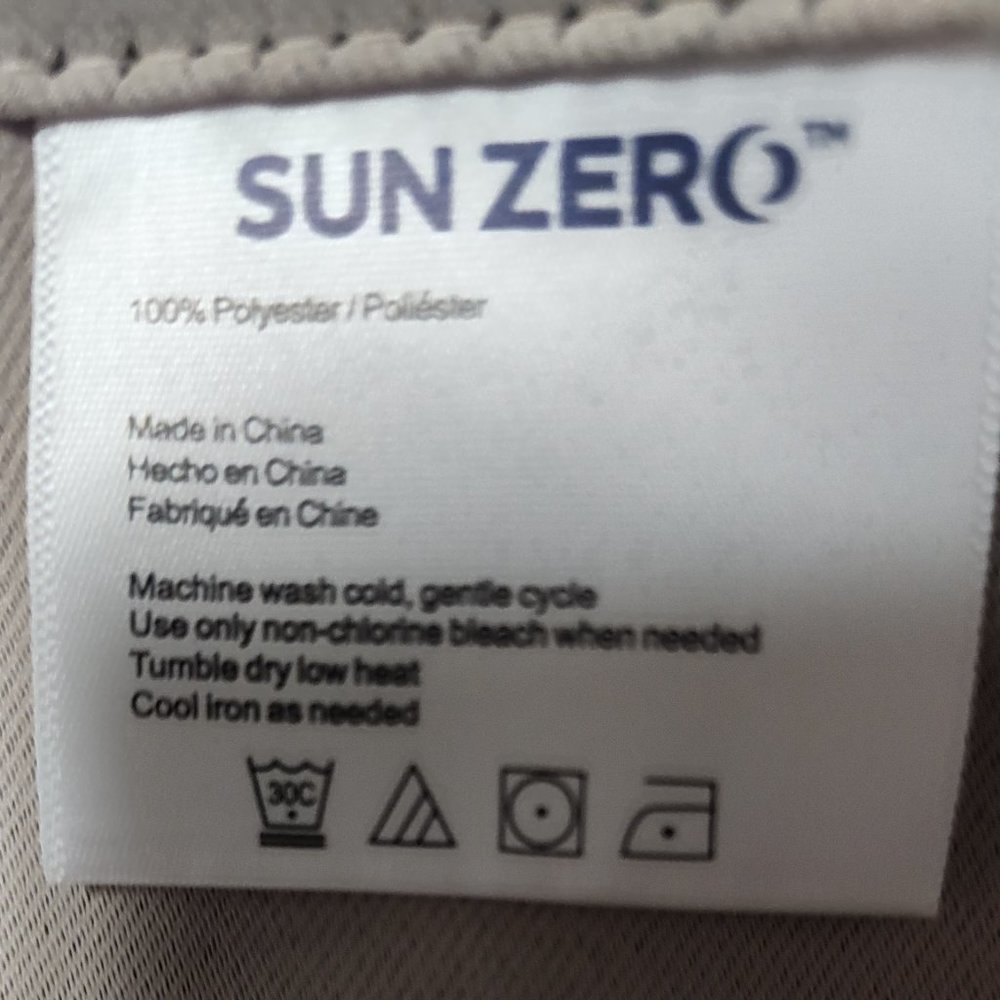 SUN ZERO™
100% Polyester / Poliéster
Made in China
Hecho en China
Fabriqué en Chine
Machine wash cold, gentle cycle
Use only non-chlorine bleach when needed
Tumble dry low heat
Cool iron as needed
30C